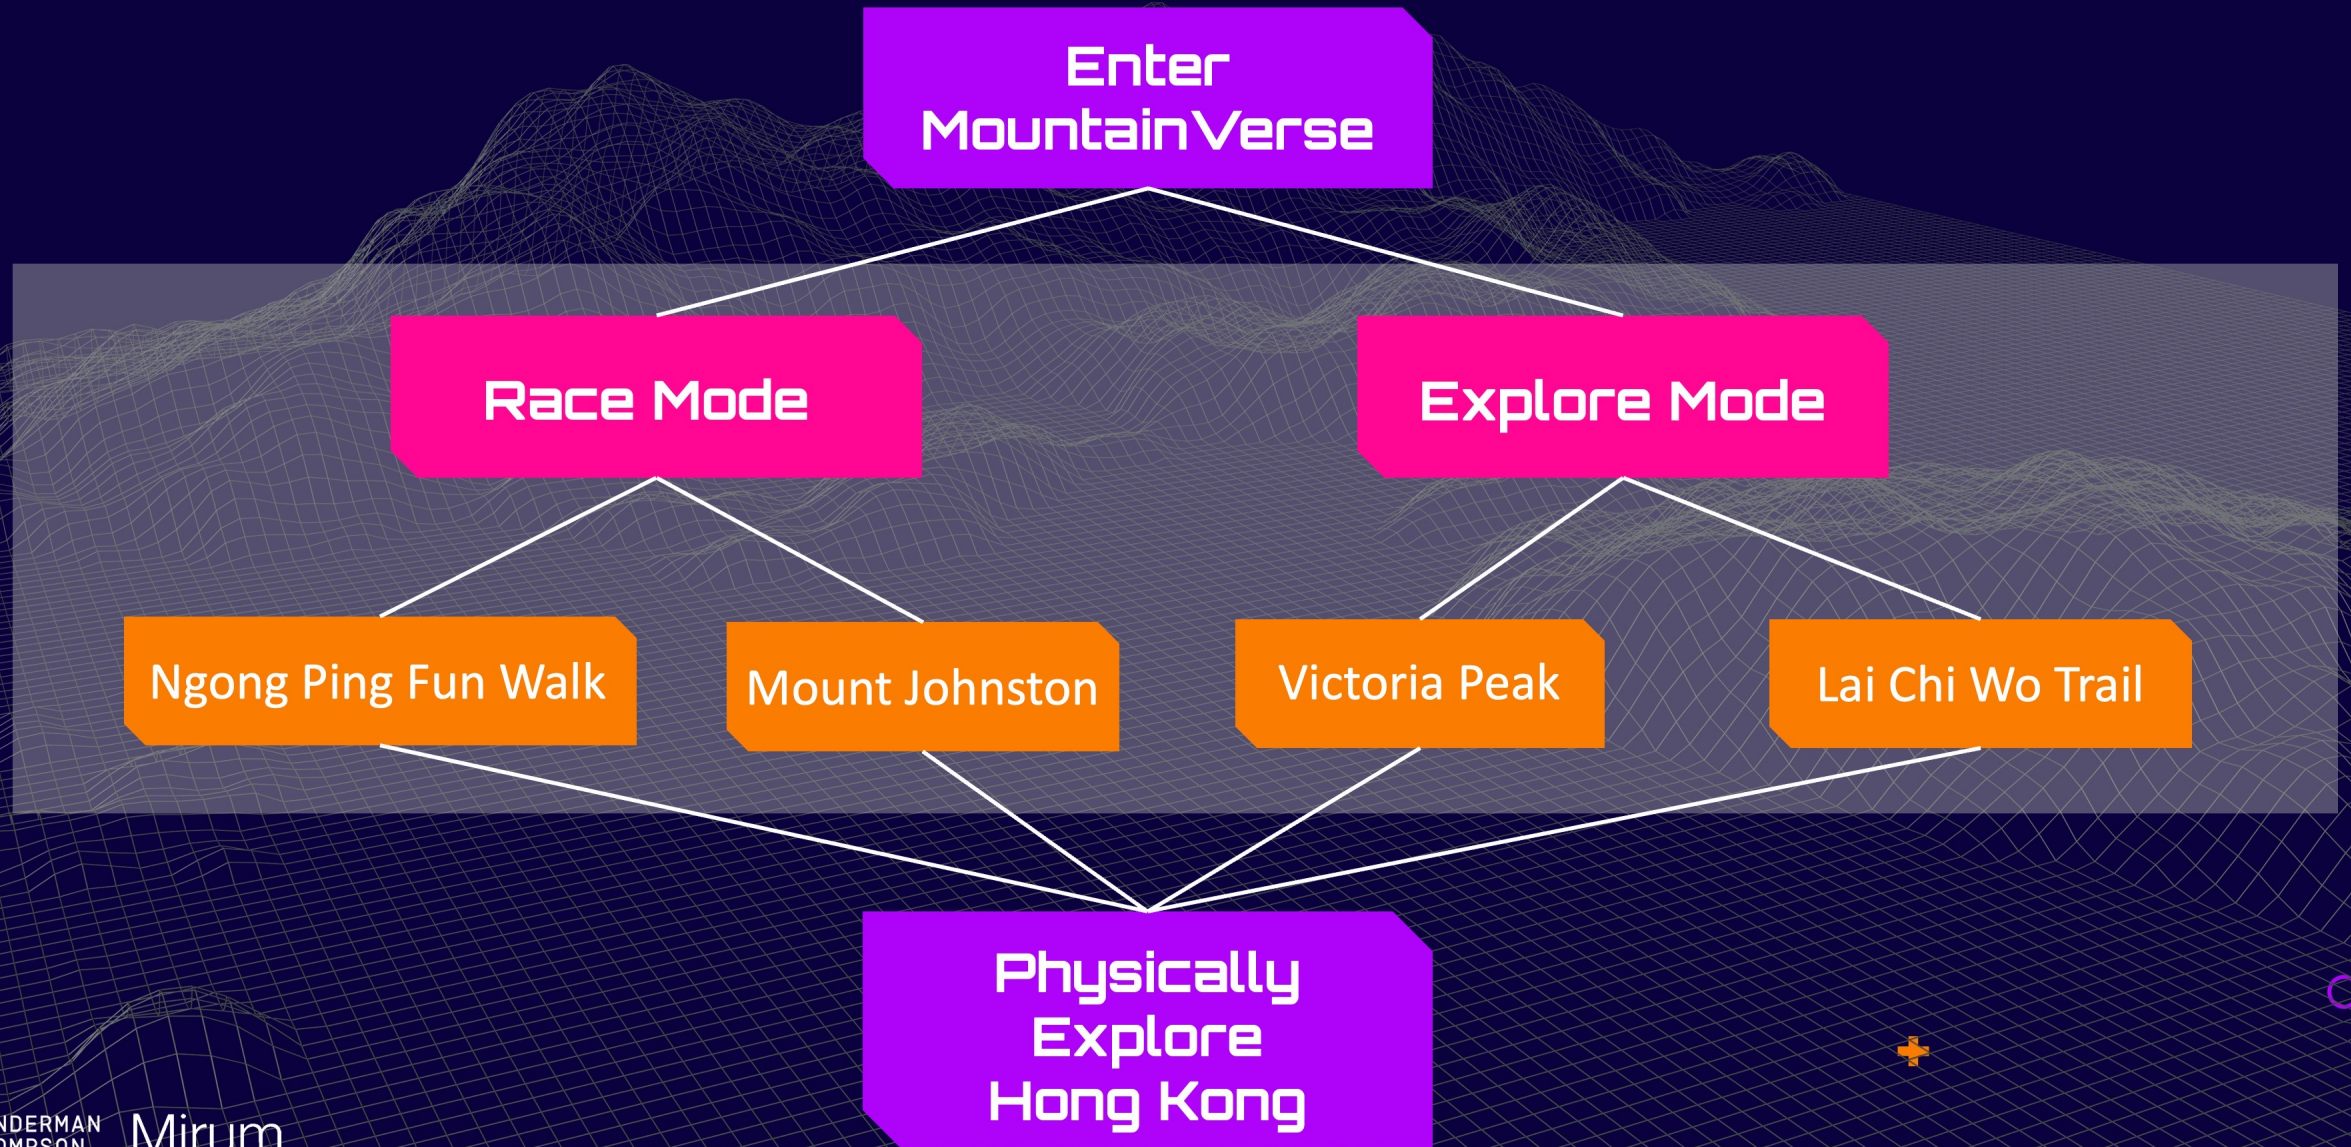 Enter
MountainVerse
Race Mode
Explore Mode
Ngong Ping Fun Walk
Mount Johnston
Victoria Peak
Lai Chi Wo Trail
Physically
Explore
Hong Kong
Mirum